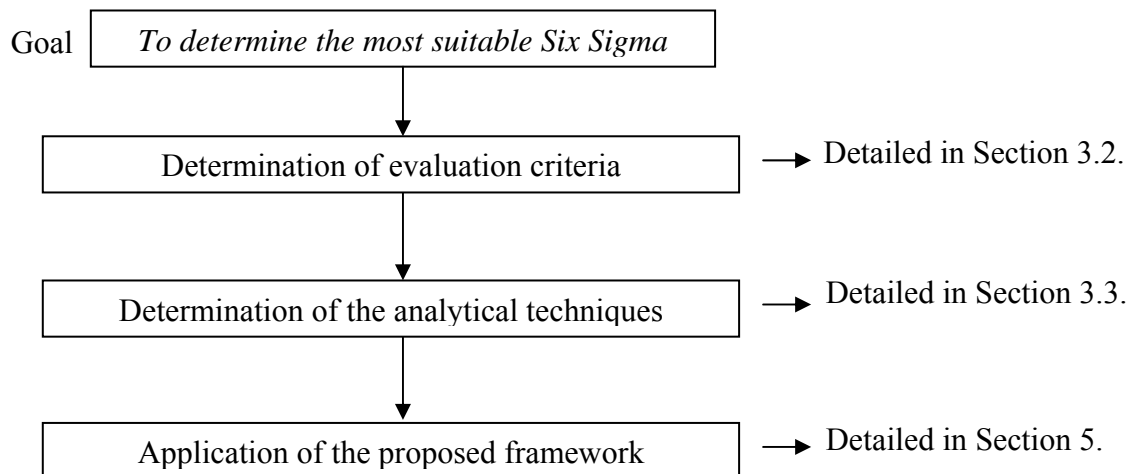 Goal To determine the most suitable Six Sigma
Determination of evaluation criteria
Detailed in Section 3.2.
Determination of the analytical techniques
Detailed in Section 3.3.
Application of the proposed framework
Detailed in Section 5.